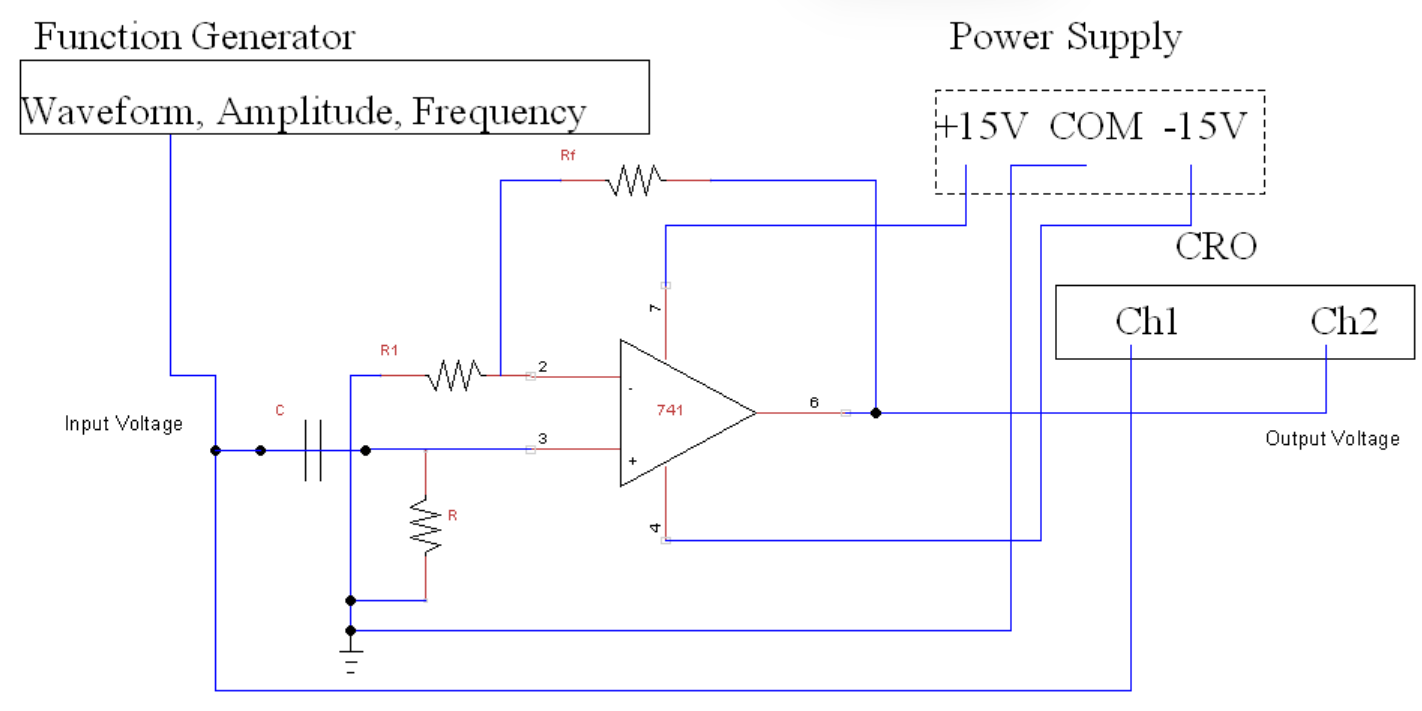 Function Generator
Power Supply
Waveform, Amplitude, Frequency
+15V COM -15V
Rf
CRO
7
Ch1 Ch2
R1
2
-
741
6
C
Input Voltage
3
Output Voltage
+
R
4